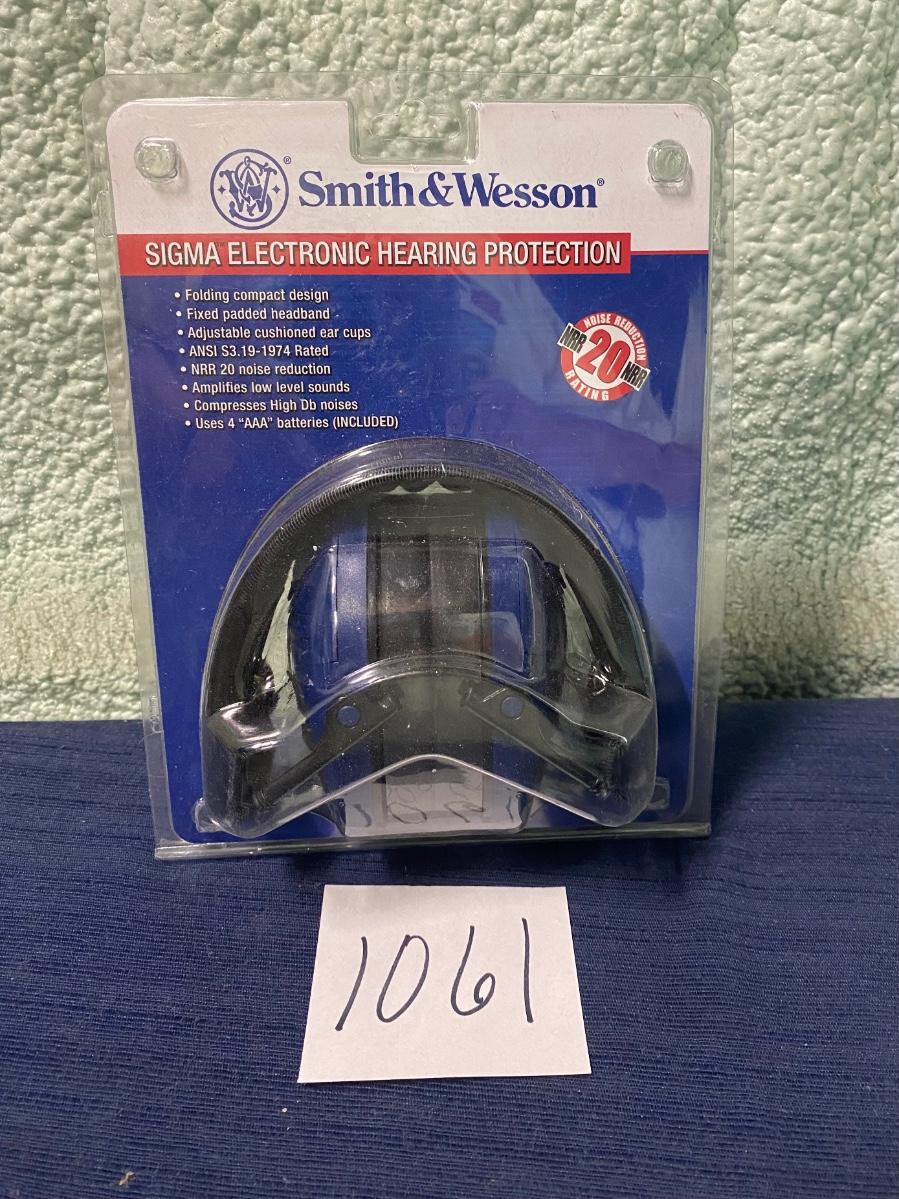 Smith&Wesson®
SIGMA™ ELECTRONIC HEARING PROTECTION
• Folding compact design
• Fixed padded headband
• Adjustable cushioned ear cups
• ANSI S3.19-1974 Rated
• NRR 20 noise reduction
• Amplifies low level sounds
• Compresses High Db noises
• Uses 4 “AAA” batteries (INCLUDED)
NOISE REDUCTION
NRR 20 NRR
RATING
1061